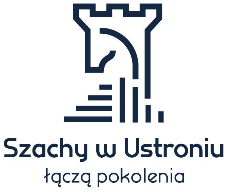 Szachy w Ustroniu
łączą pokolenia